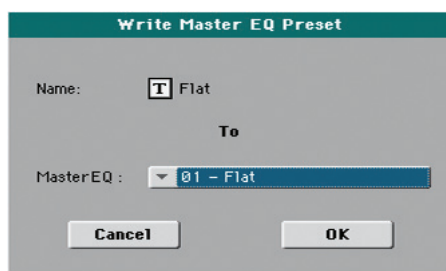 Write Master EQ Preset
Name: T Flat
To
MasterEQ : 01 – Flat
Cancel OK